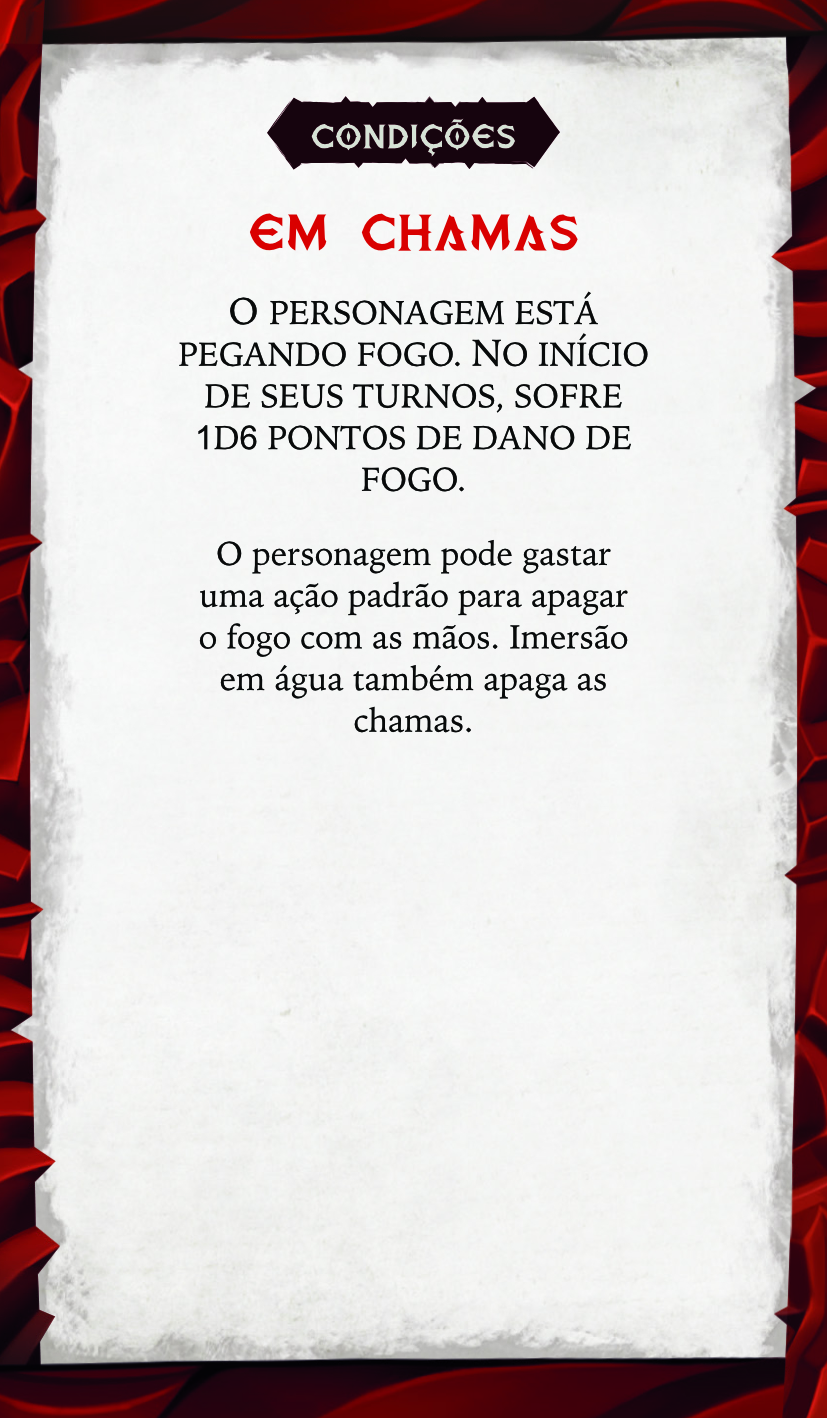 CONDIÇÕES
EM CHAMAS
O PERSONAGEM ESTÁ
PEGANDO FOGO. NO INÍCIO
DE SEUS TURNOS, SOFRE
1D6 PONTOS DE DANO DE
FOGO.
O personagem pode gastar
uma ação padrão para apagar
o fogo com as mãos. Imersão
em água também apaga as
chamas.